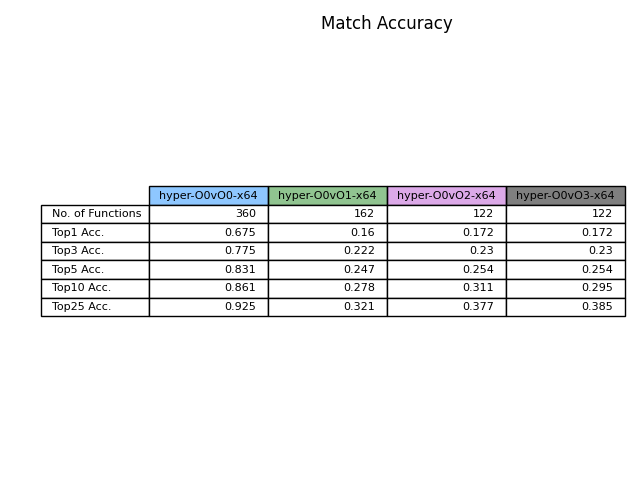 Match Accuracy
hyper-O0vO0-x64 hyper-O0vO1-x64 hyper-O0vO2-x64 hyper-O0vO3-x64
No. of Functions 360 162 122 122
Top1 Acc. 0.675 0.16 0.172 0.172
Top3 Acc. 0.775 0.222 0.23 0.23
Top5 Acc. 0.831 0.247 0.254 0.254
Top10 Acc. 0.861 0.278 0.311 0.295
Top25 Acc. 0.925 0.321 0.377 0.385